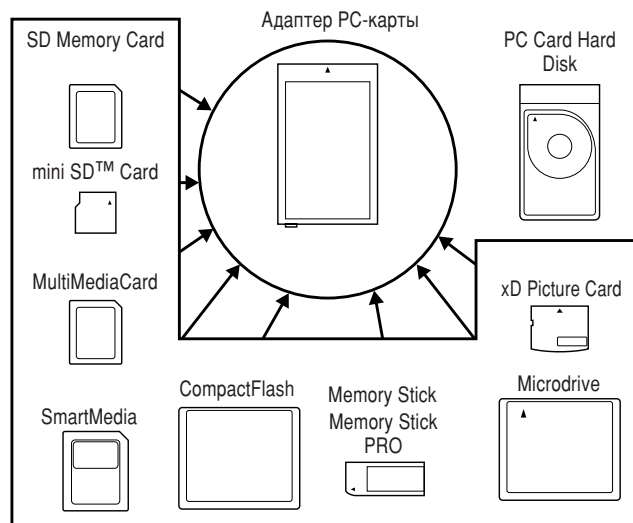 Адаптер PC-карты
SD Memory Card
PC Card Hard
Disk
mini SD™ Card
MultiMediaCard
xD Picture Card
SmartMedia
CompactFlash
Memory Stick
Memory Stick
PRO
Microdrive